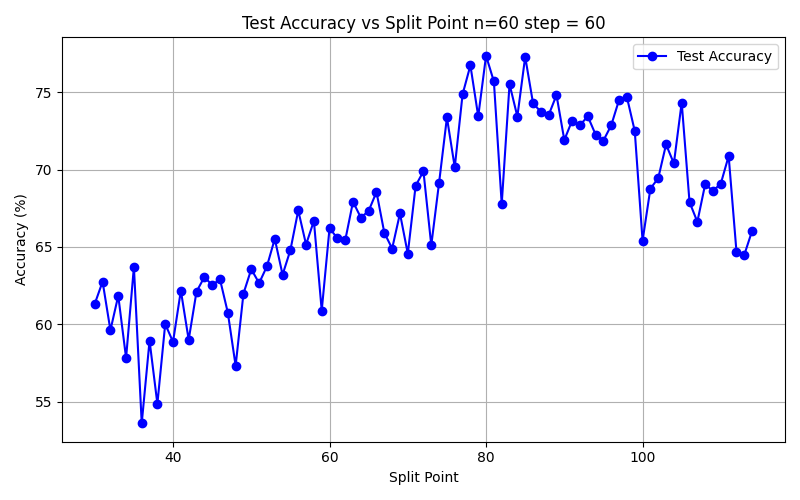 Test Accuracy vs Split Point n=60 step = 60
Test Accuracy
Accuracy (%)
75
70
65
60
55
40
60
80
100
Split Point